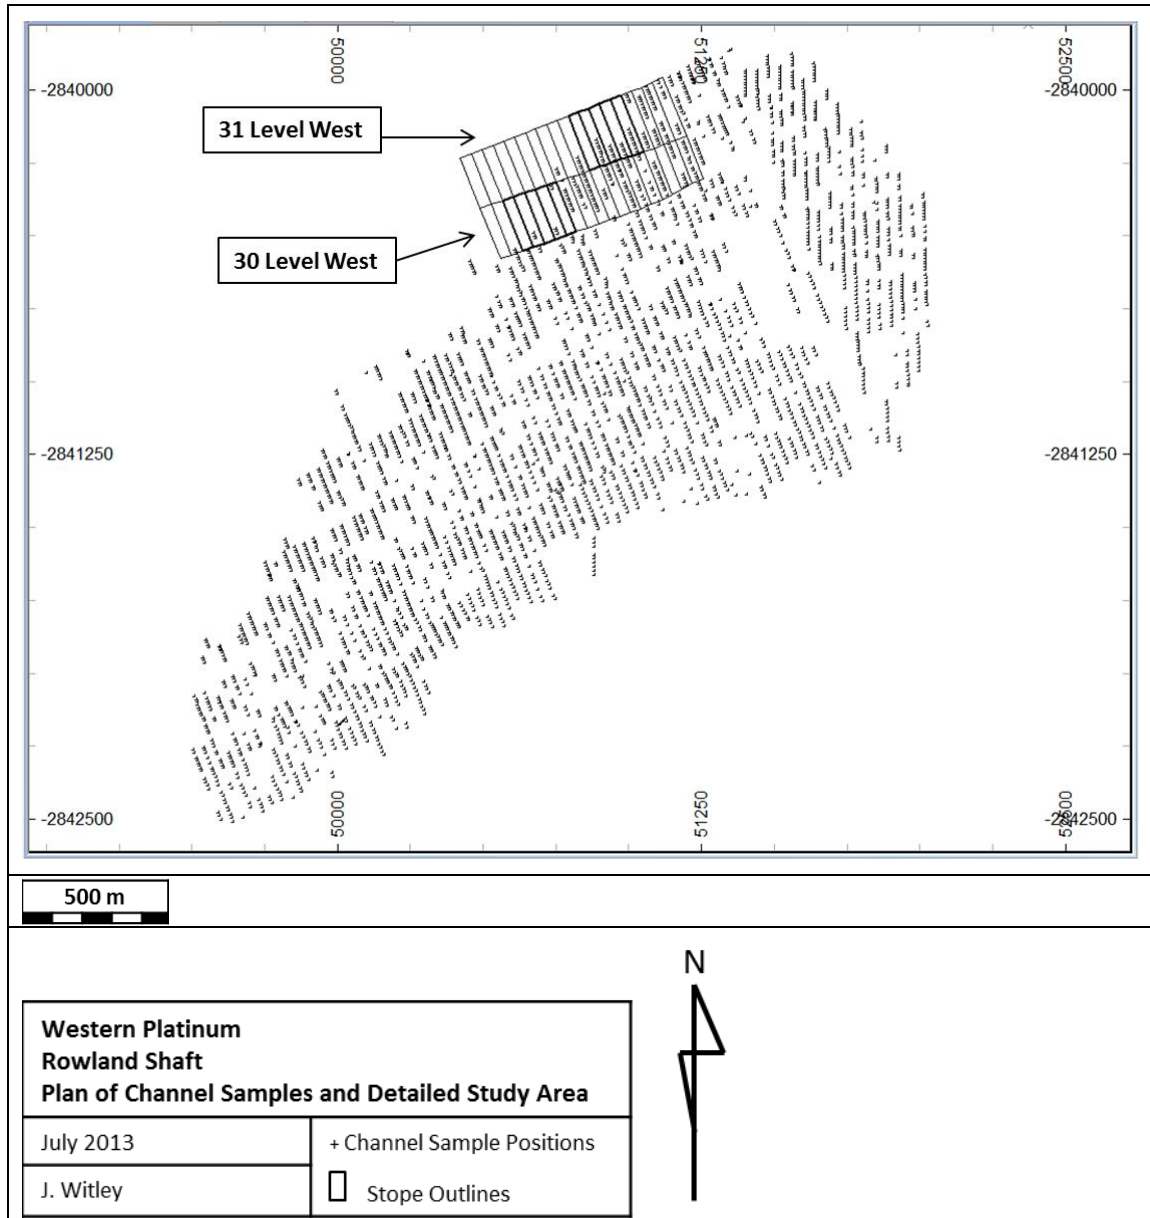 50000
51250
52500
-2840000
-2840000
31 Level West
30 Level West
-2841250
-2841250
-2842500
50000
51250
52500
-2842500
500 m
N
Western Platinum
Rowland Shaft
Plan of Channel Samples and Detailed Study Area
July 2013
+ Channel Sample Positions
J. Witley
Stope Outlines